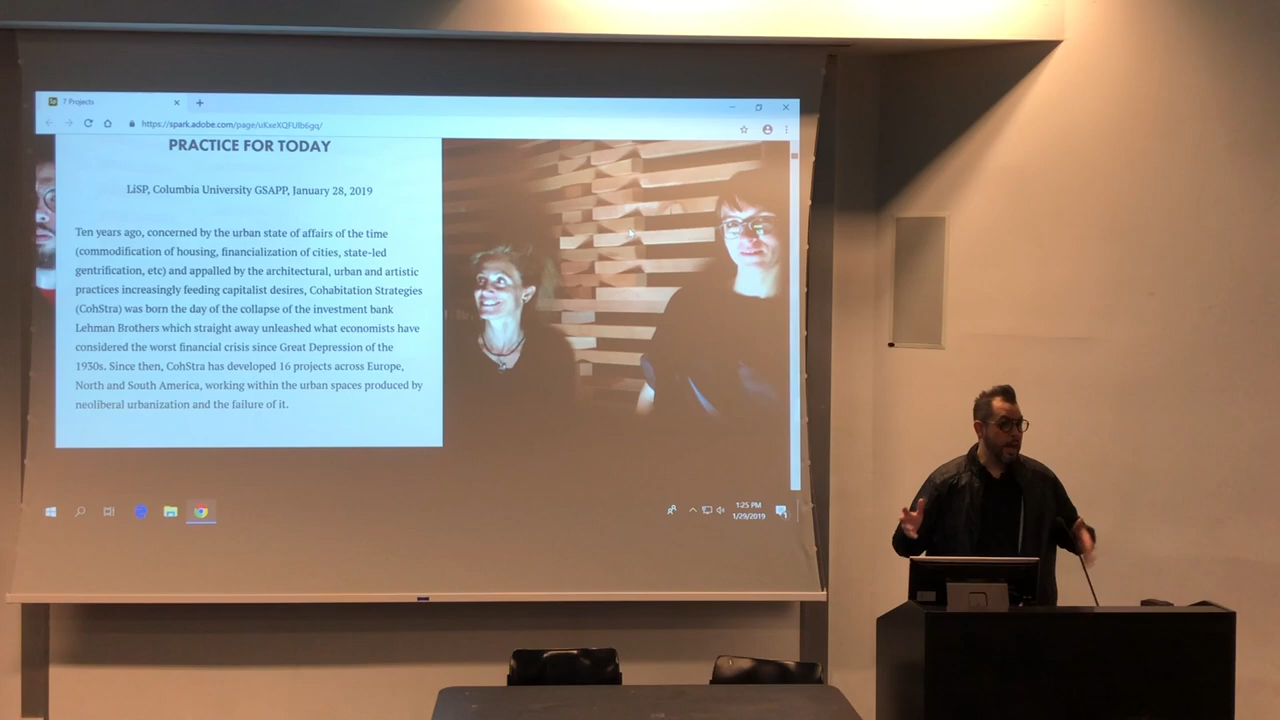 7 Projects
https://spark.adobe.com/page/uKxeXQFUlb6gq/
PRACTICE FOR TODAY
LiSP, Columbia University GSAPP, January 28, 2019
Ten years ago, concerned by the urban state of affairs of the time
(commodification of housing, financialization of cities, state-led
gentrification, etc) and appalled by the architectural, urban and artistic
practices increasingly feeding capitalist desires, Cohabitation Strategies
(CohStra) was born the day of the collapse of the investment bank
Lehman Brothers which straight away unleashed what economists have
considered the worst financial crisis since Great Depression of the
1930s. Since then, CohStra has developed 16 projects across Europe,
North and South America, working within the urban spaces produced by
neoliberal urbanization and the failure of it.
1:25 PM
1/29/2019